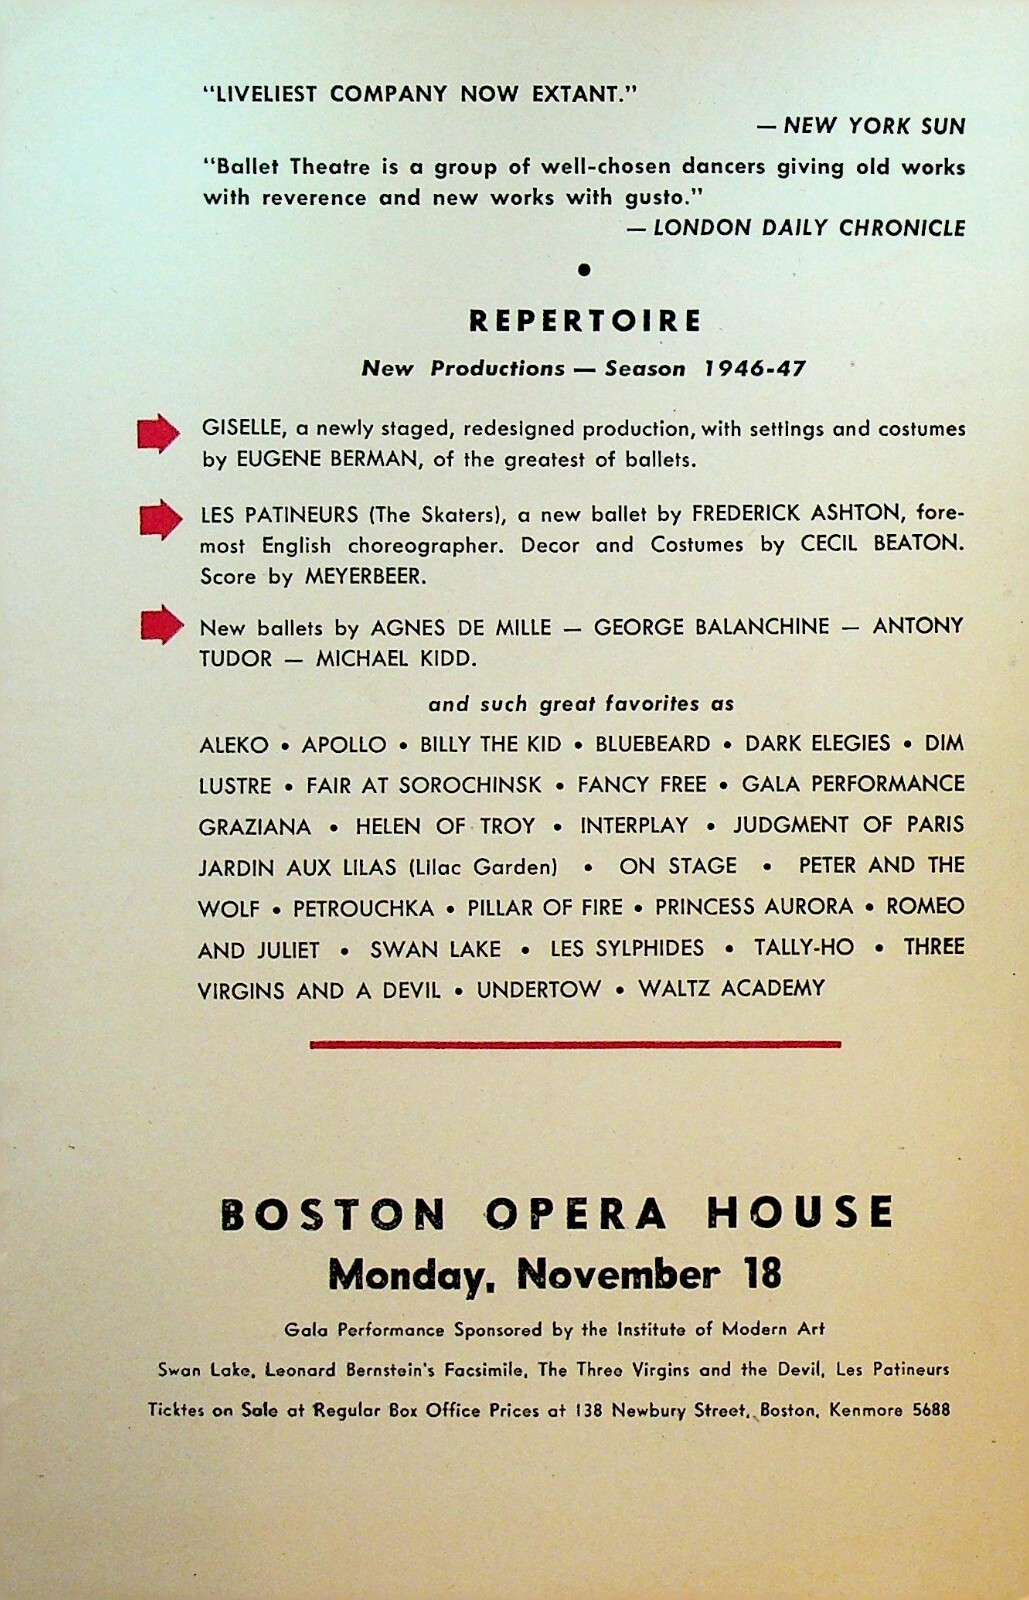 “LIVELIEST COMPANY NOW EXTANT.”
— NEW YORK SUN
“Ballet Theatre is a group of well-chosen dancers giving old works
with reverence and new works with gusto.”
— LONDON DAILY CHRONICLE
•
REPERTOIRE
New Productions — Season 1946-47
GISELLE, a newly staged, redesigned production, with settings and costumes
by EUGENE BERMAN, of the greatest of ballets.
LES PATINEURS (The Skaters), a new ballet by FREDERICK ASHTON, fore-
most English choreographer. Decor and Costumes by CECIL BEATON.
Score by MEYERBEER.
New ballets by AGNES DE MILLE — GEORGE BALANCHINE — ANTONY
TUDOR — MICHAEL KIDD.
and such great favorites as
ALEKO • APOLLO • BILLY THE KID • BLUEBEARD • DARK ELEGIES • DIM
LUSTRE • FAIR AT SOROCHINSK • FANCY FREE • GALA PERFORMANCE
GRAZIANA • HELEN OF TROY • INTERPLAY • JUDGMENT OF PARIS
JARDIN AUX LILAS (Lilac Garden) • ON STAGE • PETER AND THE
WOLF • PETROUCHKA • PILLAR OF FIRE • PRINCESS AURORA • ROMEO
AND JULIET • SWAN LAKE • LES SYLPHIDES • TALLY-HO • THREE
VIRGINS AND A DEVIL • UNDERTOW • WALTZ ACADEMY
BOSTON OPERA HOUSE
Monday, November 18
Gala Performance Sponsored by the Institute of Modern Art
Swan Lake, Leonard Bernstein's Facsimile, The Three Virgins and the Devil, Les Patineurs
Ticktes on Sale at Regular Box Office Prices at 138 Newbury Street, Boston, Kenmore 5688